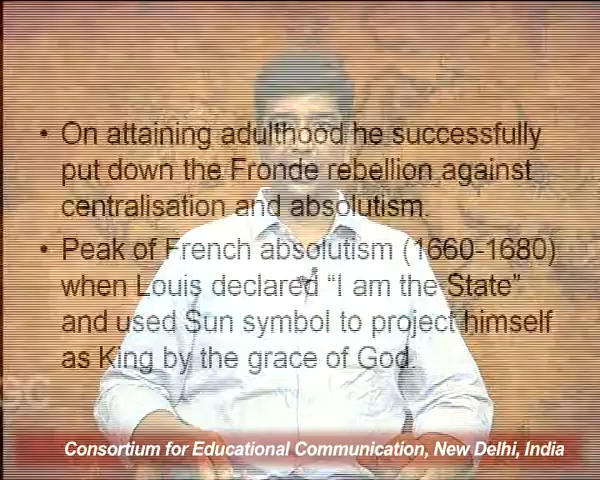 • On attaining adulthood he successfully
put down the Fronde rebellion against
centralisation and absolutism.
• Peak of French absolutism (1660-1680)
when Louis declared “I am the State”
and used Sun symbol to project himself
as King by the grace of God.
Consortium for Educational Communication, New Delhi, India